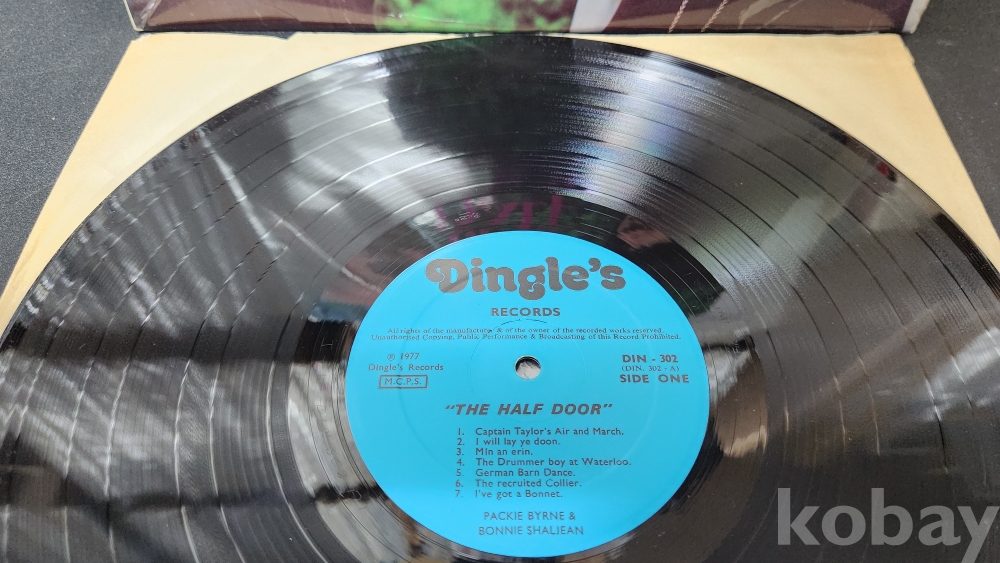 Dingle's
RECORDS
All rights of the manufacture & of the owner of the recorded works reserved.
Unauthorised Copying, Public Performance & Broadcasting of this Record Prohibited.
℗ 1977
Dingle's Records
M.C.P.S.
DIN - 302
(DIN. 302 - A)
SIDE ONE
"THE HALF DOOR"
1. Captain Taylor's Air and March.
2. I will lay ye doon.
3. Min an erin.
4. The Drummer boy at Waterloo.
5. German Barn Dance.
6. The recruited Collier.
7. I've got a Bonnet.
PACKIE BYRNE &
BONNIE SHALJEAN
kobay